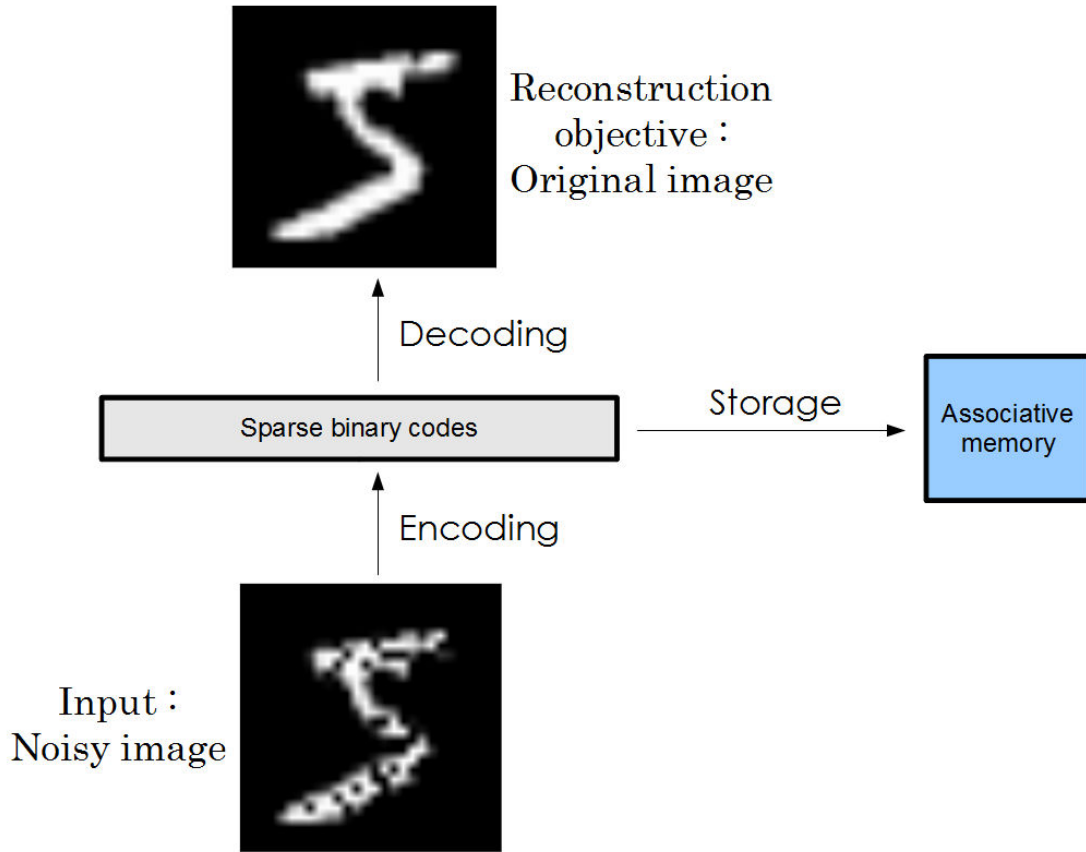 Reconstruction
objective :
Original image
Decoding
Sparse binary codes
Storage
Associative
memory
Encoding
Input :
Noisy image